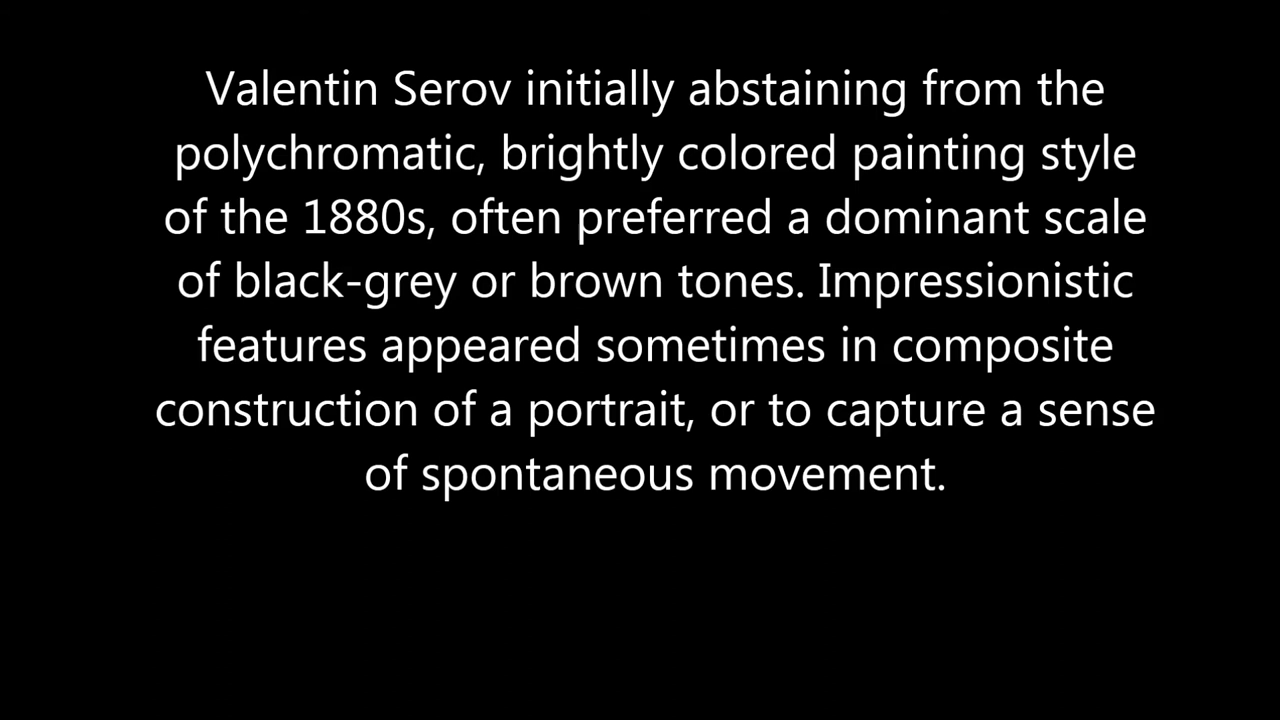 Valentin Serov initially abstaining from the
polychromatic, brightly colored painting style
of the 1880s, often preferred a dominant scale
of black-grey or brown tones. Impressionistic
features appeared sometimes in composite
construction of a portrait, or to capture a sense
of spontaneous movement.